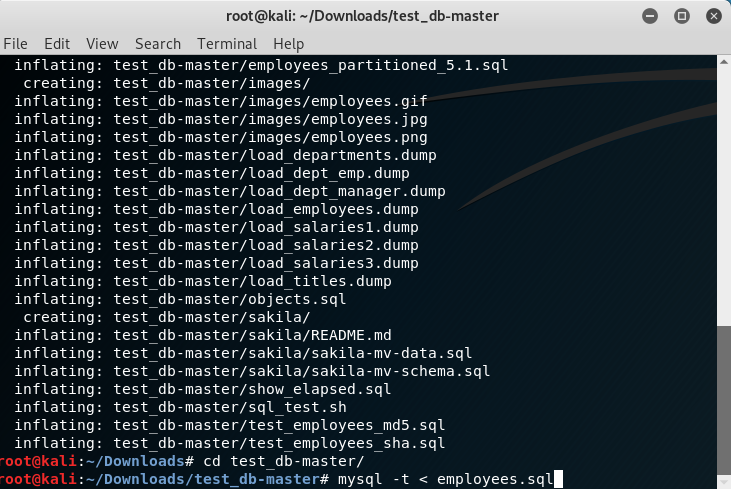 root@kali: ~/Downloads/test_db-master
File Edit View Search Terminal Help
inflating: test_db-master/employees_partitioned_5.1.sql
creating: test_db-master/images/
inflating: test_db-master/images/employees.gif
inflating: test_db-master/images/employees.jpg
inflating: test_db-master/images/employees.png
inflating: test_db-master/load_departments.dump
inflating: test_db-master/load_dept_emp.dump
inflating: test_db-master/load_dept_manager.dump
inflating: test_db-master/load_employees.dump
inflating: test_db-master/load_salaries1.dump
inflating: test_db-master/load_salaries2.dump
inflating: test_db-master/load_salaries3.dump
inflating: test_db-master/load_titles.dump
inflating: test_db-master/objects.sql
creating: test_db-master/sakila/
inflating: test_db-master/sakila/README.md
inflating: test_db-master/sakila/sakila-mv-data.sql
inflating: test_db-master/sakila/sakila-mv-schema.sql
inflating: test_db-master/show_elapsed.sql
inflating: test_db-master/sql_test.sh
inflating: test_db-master/test_employees_md5.sql
inflating: test_db-master/test_employees_sha.sql
root@kali:~/Downloads# cd test_db-master/
root@kali:~/Downloads/test_db-master# mysql -t < employees.sql